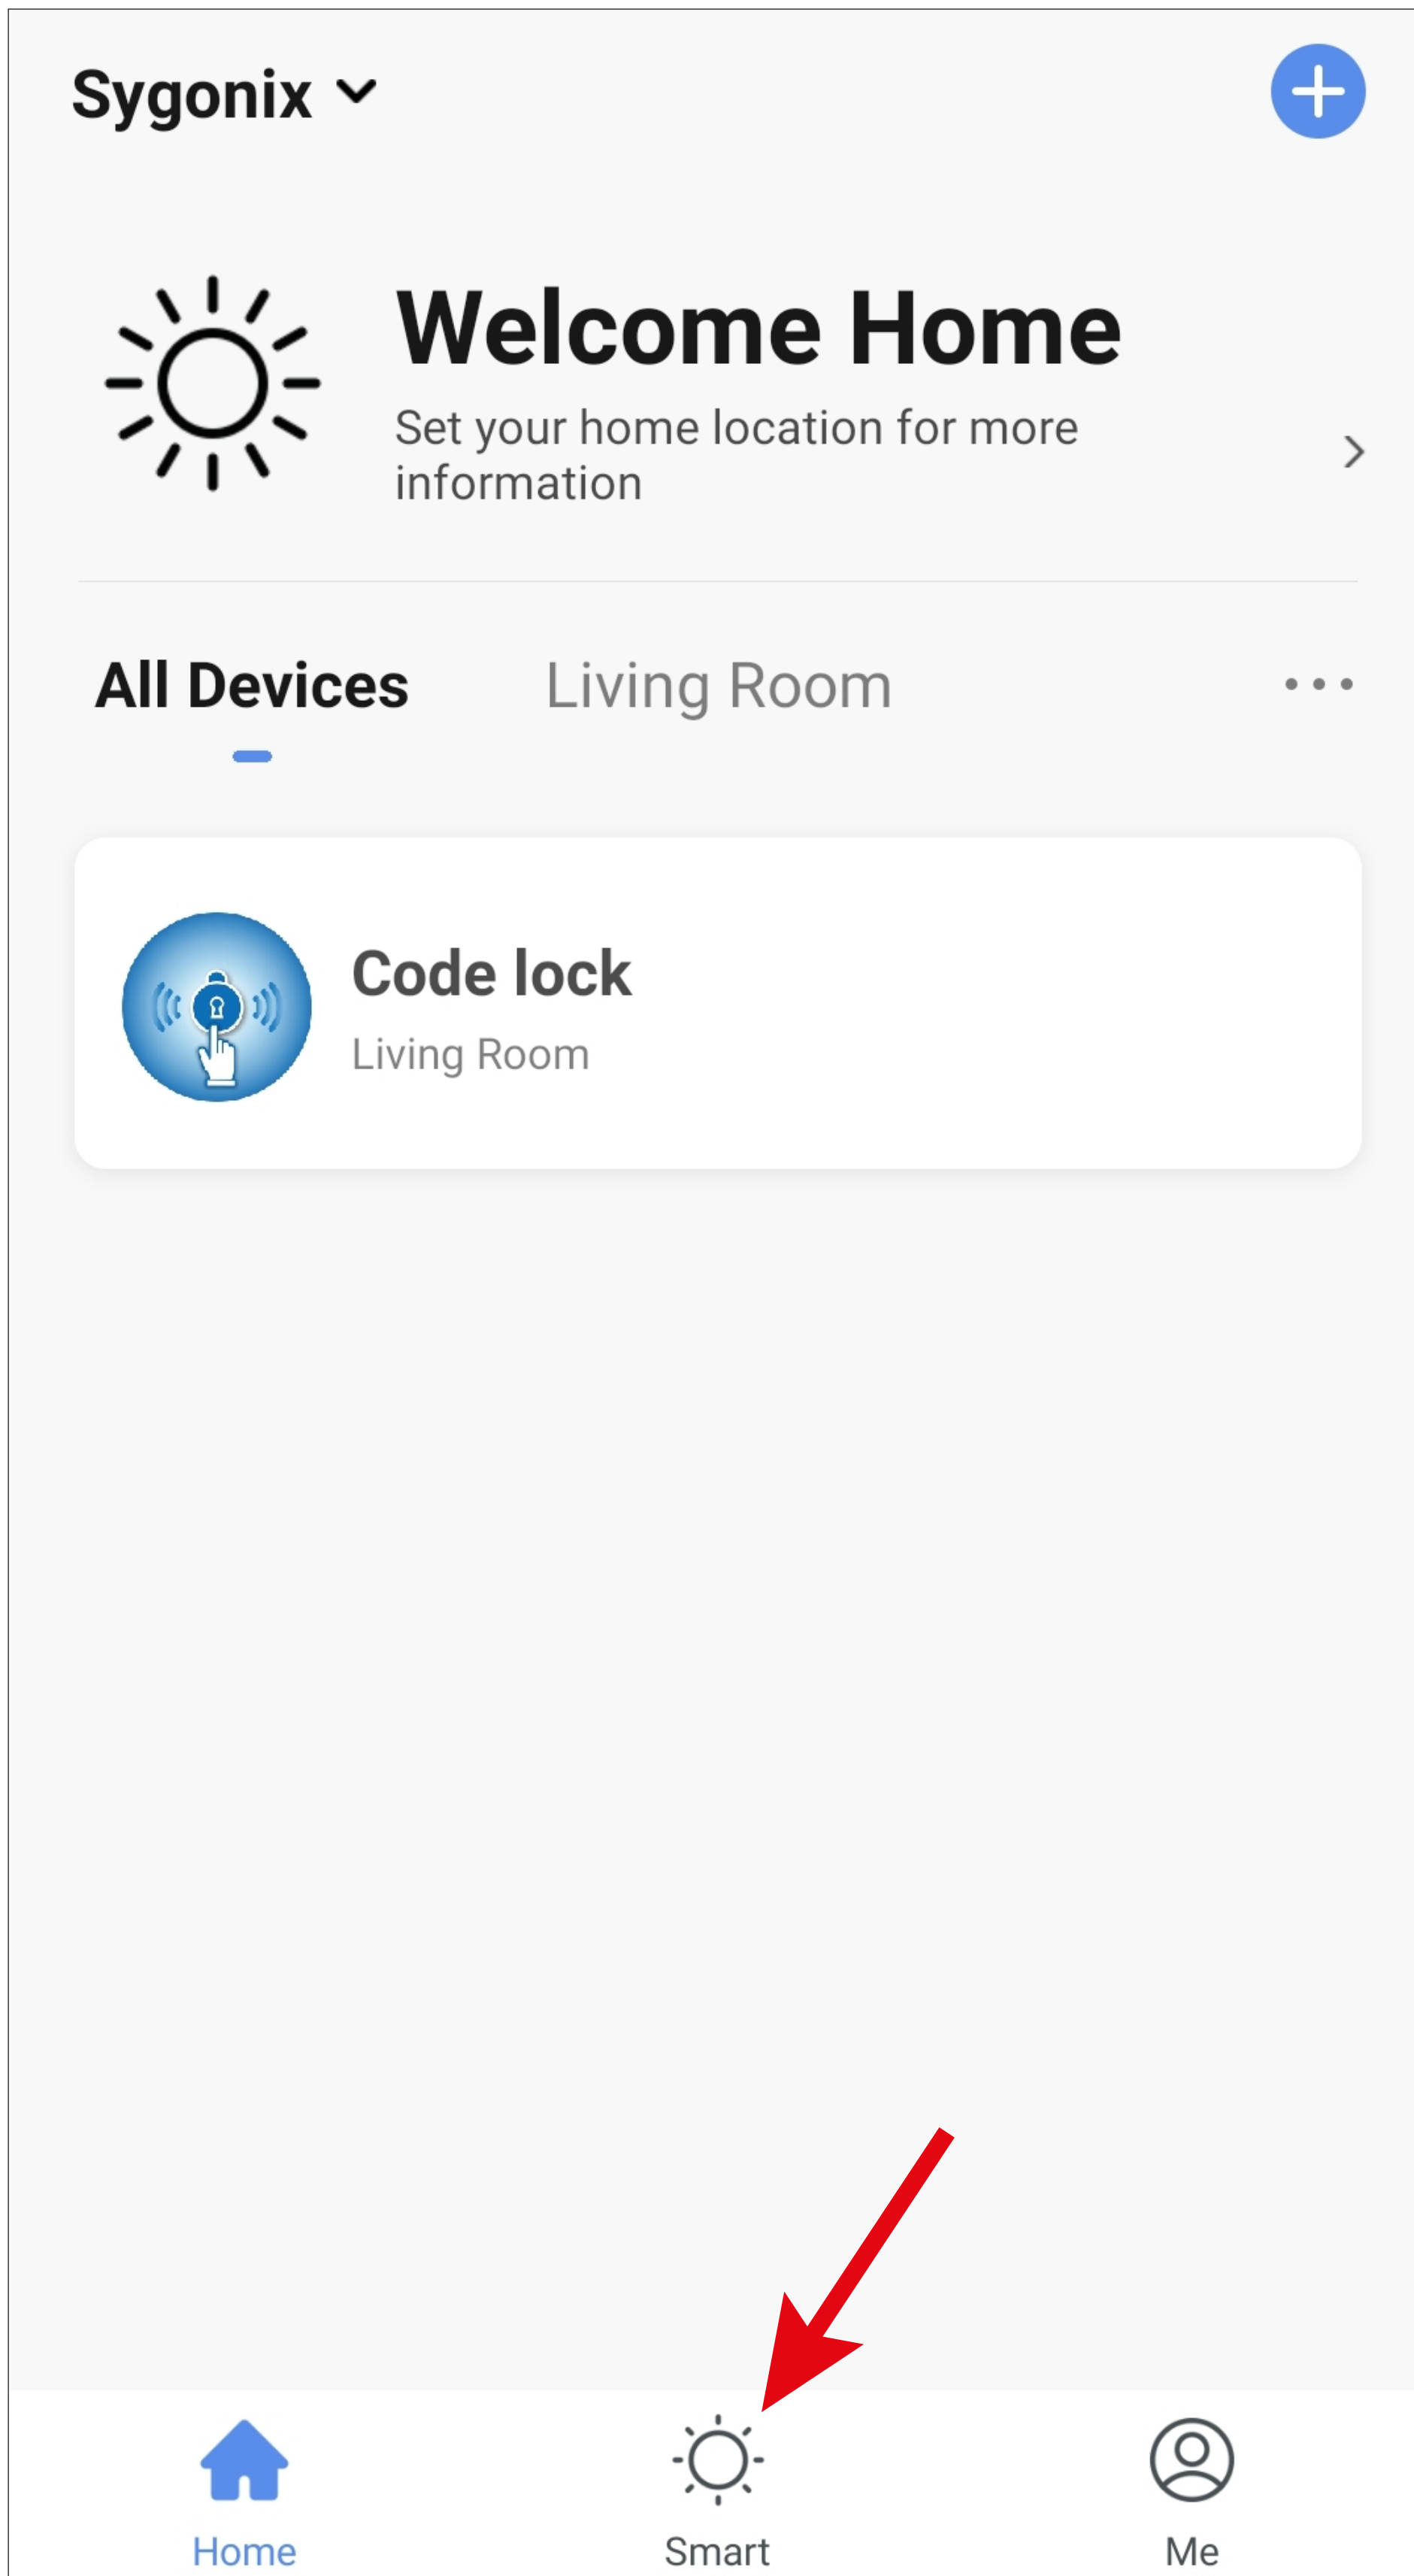 Sygonix
Welcome Home
Set your home location for more
information
All Devices
Living Room
Code lock
Living Room
Home
Smart
Me